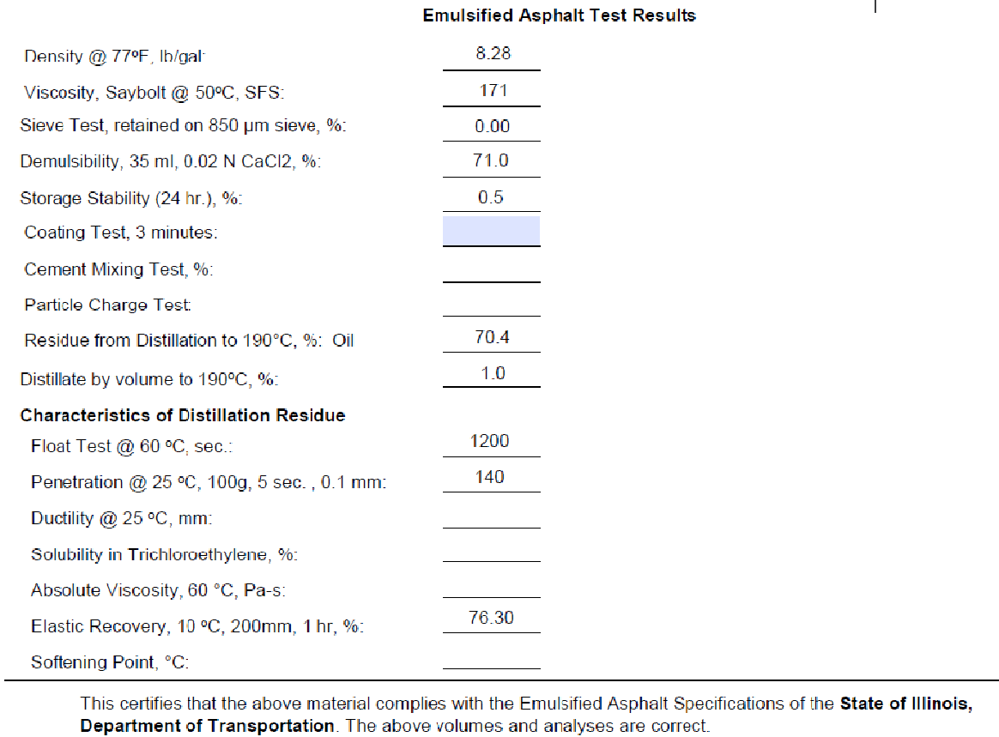 Emulsified Asphalt Test Results
Density @ 77ºF, lb/gal: 8.28
Viscosity, Saybolt @ 50ºC, SFS: 171
Sieve Test, retained on 850 µm sieve, %: 0.00
Demulsibility, 35 ml, 0.02 N CaCl2, %: 71.0
Storage Stability (24 hr.), %: 0.5
Coating Test, 3 minutes:
Cement Mixing Test, %:
Particle Charge Test:
Residue from Distillation to 190°C, %: Oil 70.4
Distillate by volume to 190ºC, %: 1.0
Characteristics of Distillation Residue
Float Test @ 60 ºC, sec.: 1200
Penetration @ 25 ºC, 100g, 5 sec. , 0.1 mm: 140
Ductility @ 25 ºC, mm:
Solubility in Trichloroethylene, %:
Absolute Viscosity, 60 °C, Pa-s:
Elastic Recovery, 10 ºC, 200mm, 1 hr, %: 76.30
Softening Point, °C:
This certifies that the above material complies with the Emulsified Asphalt Specifications of the State of Illinois,
Department of Transportation. The above volumes and analyses are correct.